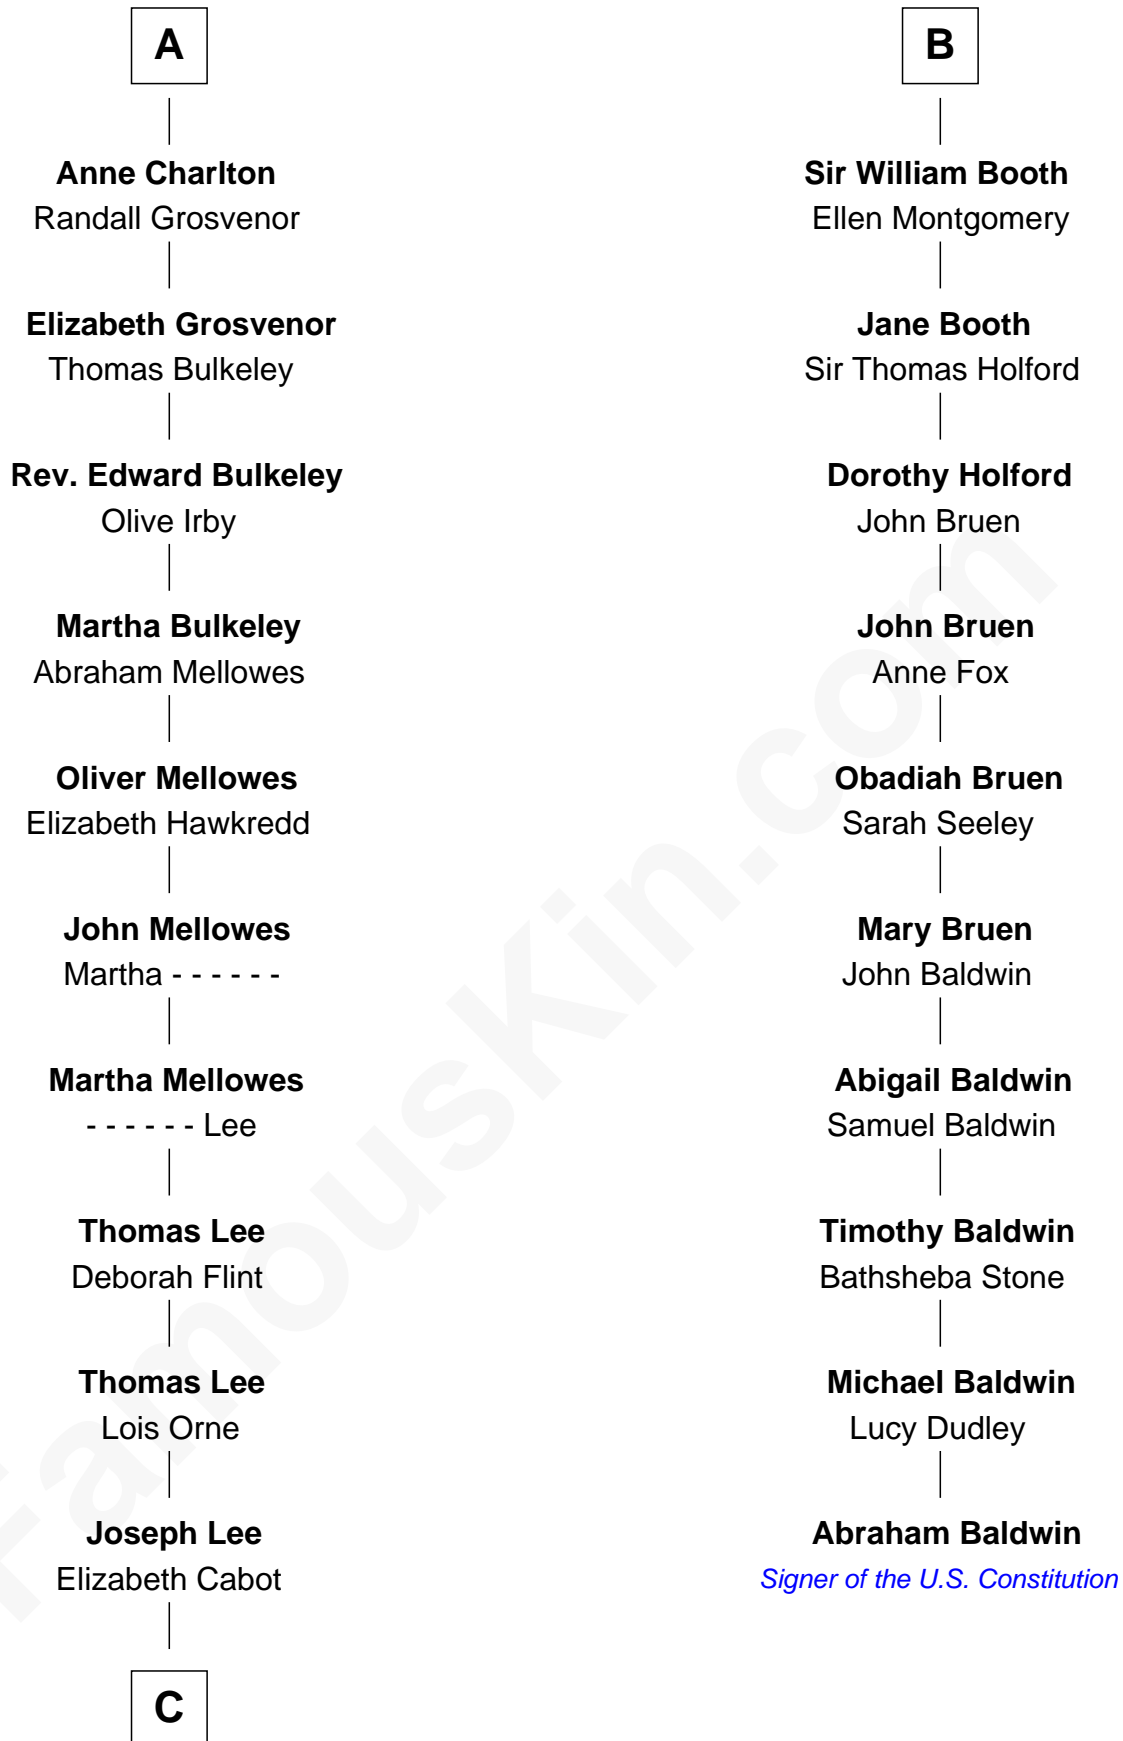 A
Anne Charlton
Randall Grosvenor
Elizabeth Grosvenor
Thomas Bulkeley
Rev. Edward Bulkeley
Olive Irby
Martha Bulkeley
Abraham Mellowes
Oliver Mellowes
Elizabeth Hawkredd
John Mellowes
Martha - - - - - -
Martha Mellowes
- - - - - - Lee
Thomas Lee
Deborah Flint
Thomas Lee
Lois Orne
Joseph Lee
Elizabeth Cabot
C
B
Sir William Booth
Ellen Montgomery
Jane Booth
Sir Thomas Holford
Dorothy Holford
John Bruen
John Bruen
Anne Fox
Obadiah Bruen
Sarah Seeley
Mary Bruen
John Baldwin
Abigail Baldwin
Samuel Baldwin
Timothy Baldwin
Bathsheba Stone
Michael Baldwin
Lucy Dudley
Abraham Baldwin
Signer of the U.S. Constitution
FamousKin.com